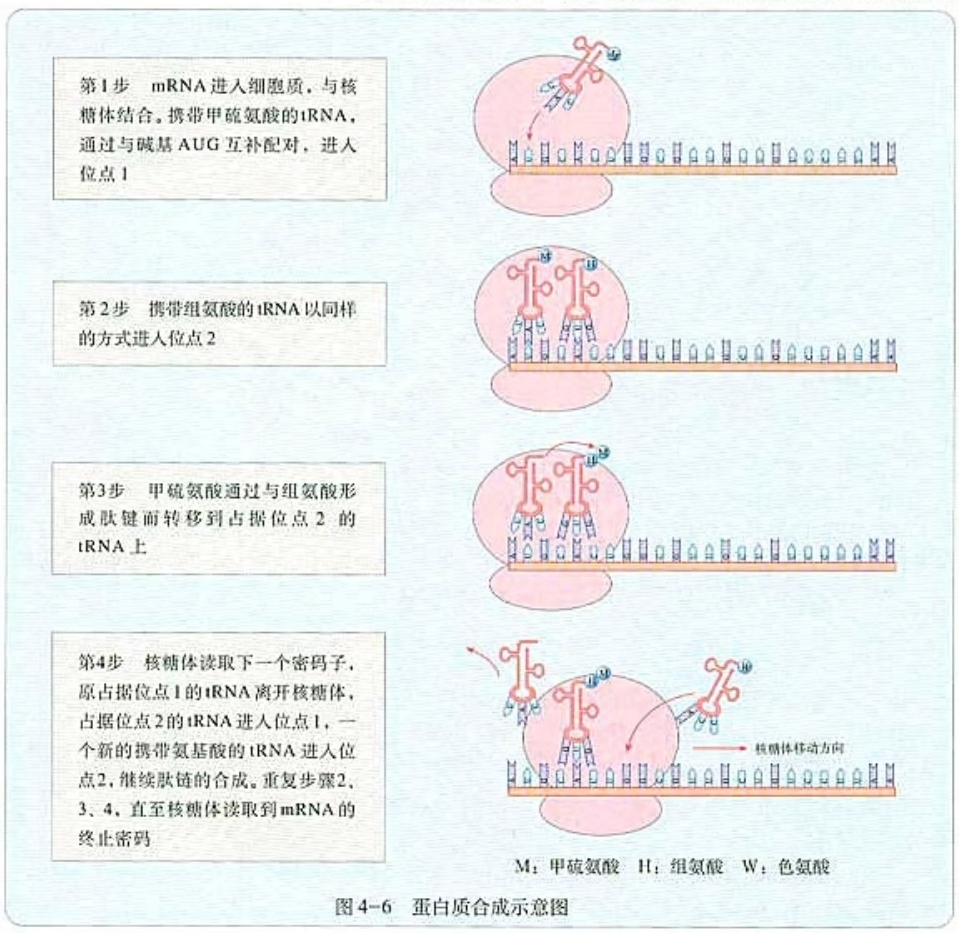 第1步 mRNA进入细胞质，与核
糖体结合。携带甲硫氨酸的tRNA，
通过与碱基AUG互补配对，进入
位点1
第2步 携带组氨酸的tRNA以同样
的方式进入位点2
M
H
第3步 甲硫氨酸通过与组氨酸形
成肽键而转移到占据位点2的
tRNA上
H
M
第4步 核糖体读取下一个密码子，
原占据位点1的tRNA离开核糖体，
占据位点2的tRNA进入位点1，一
个新的携带氨基酸的tRNA进入位
点2，继续肽链的合成。重复步骤2、
3、4，直至核糖体读取到mRNA的
终止密码
H
M
核糖体移动方向
M：甲硫氨酸 H：组氨酸 W：色氨酸
图4-6 蛋白质合成示意图